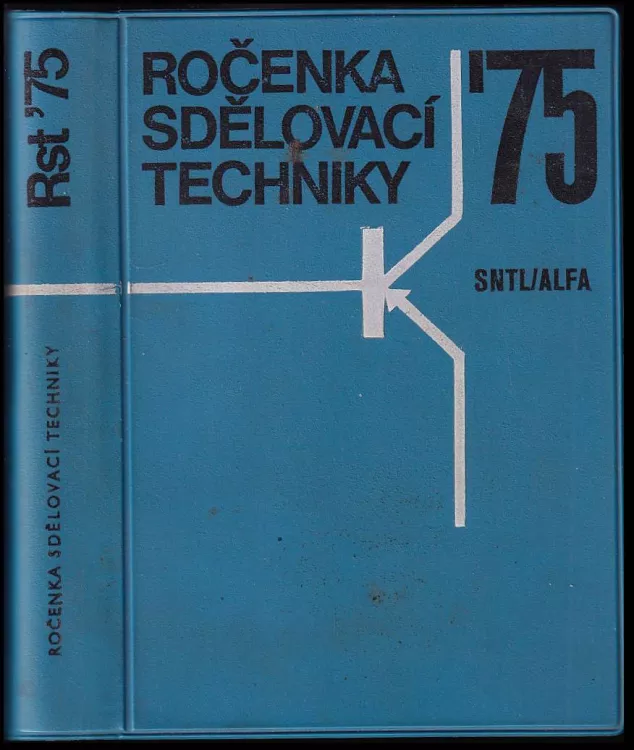 Rst '75
ROČENKA SDĚLOVACÍ TECHNIKY
ROČENKA
SDĚLOVACÍ
TECHNIKY
'75
SNTL/ALFA